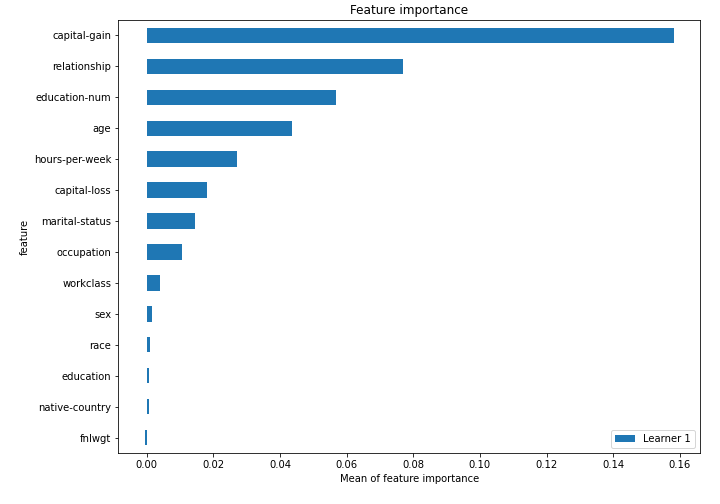 Feature importance
capital-gain
relationship
education-num
age
hours-per-week
capital-loss
marital-status
occupation
workclass
sex
race
education
native-country
fnlwgt
feature
Learner 1
0.00 0.02 0.04 0.06 0.08 0.10 0.12 0.14 0.16
Mean of feature importance